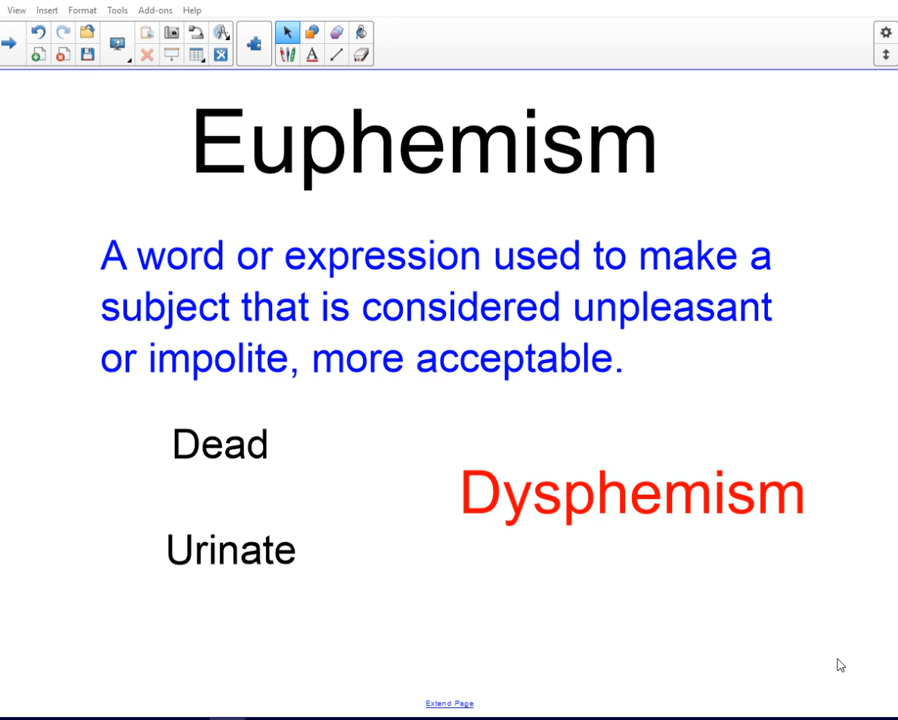 View Insert Format Tools Add-ons Help
Euphemism
A word or expression used to make a
subject that is considered unpleasant
or impolite, more acceptable.
Dead
Dysphemism
Urinate
Extend Page